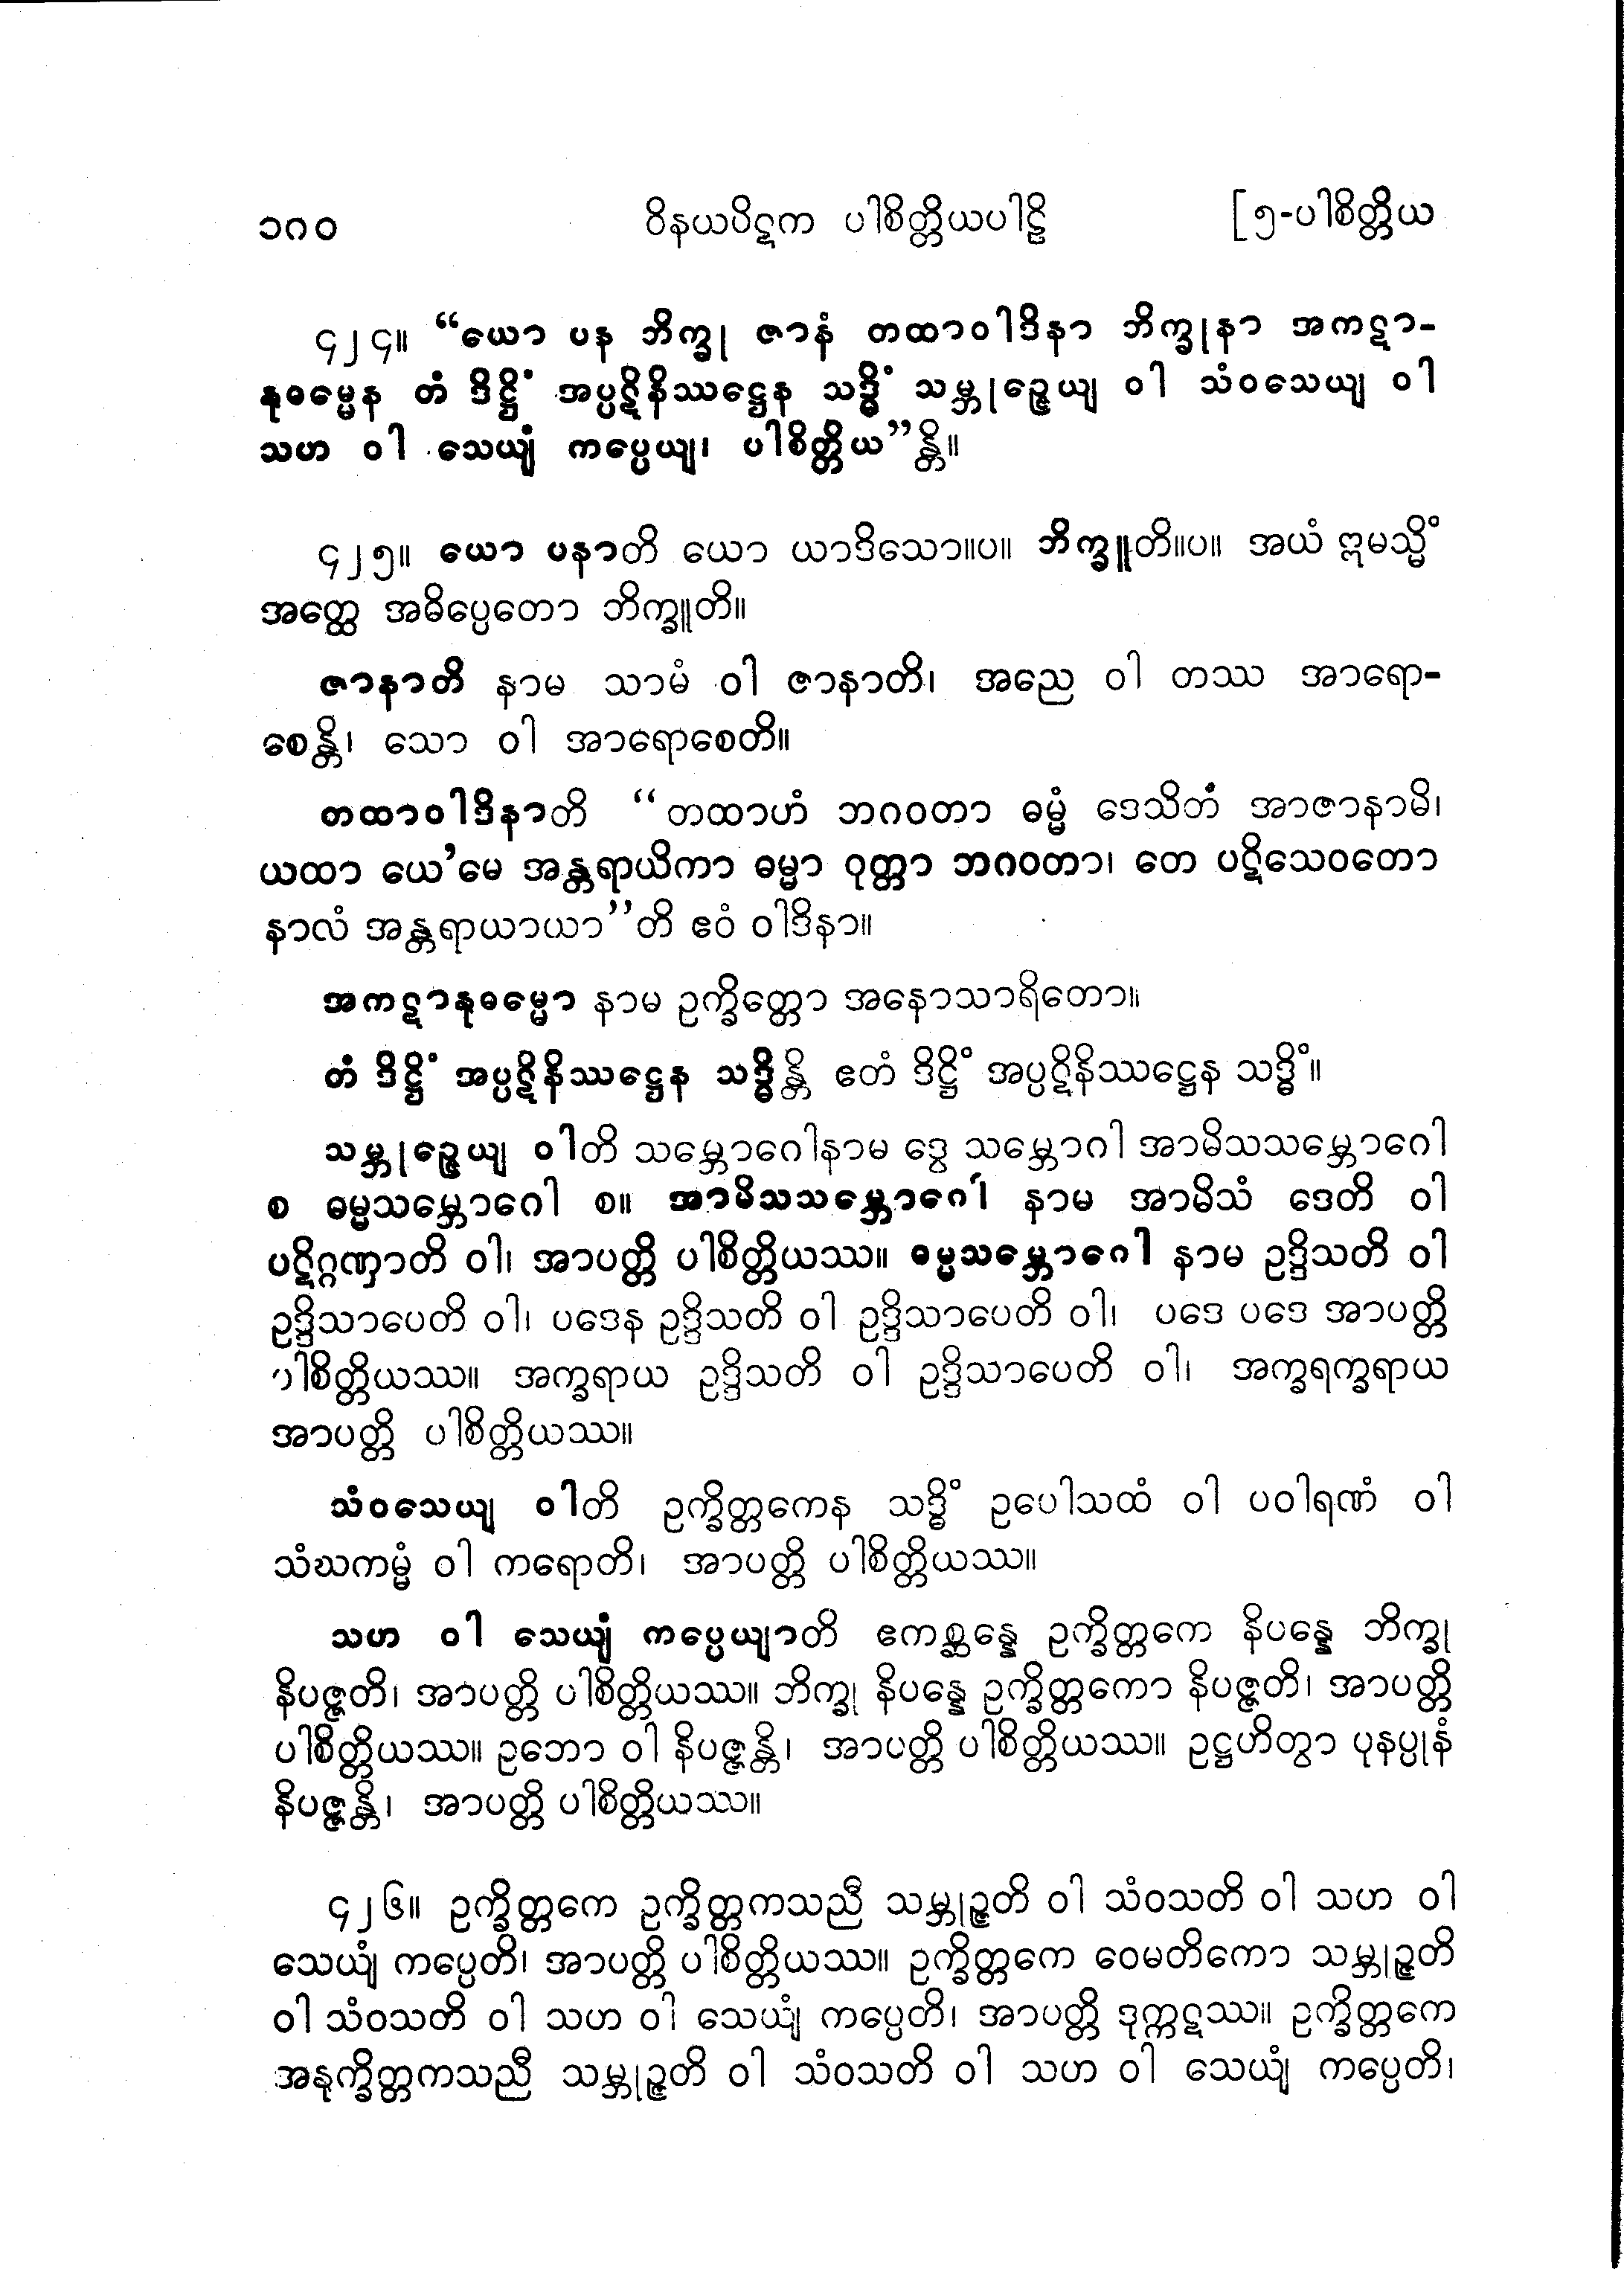 ၁၈၀ ဝိနယပိဋက ပါစိတ္တိယပါဠိ [၅-ပါစိတ္တိယ
၄၂၄။ “ယော ပန ဘိက္ခု ဇာနံ တထာဝါဒိနာ ဘိက္ခုနာ အကဋာ-
နုဓမ္မေန တံ ဒိဋ္ဌိံ အပ္ပဋိနိဿဋ္ဌေန သဒ္ဓိံ သမ္ဘုဉ္ဇေယျ ဝါ သံဝသေယျ ဝါ
သဟ ဝါ သေယျံ ကပ္ပေယျ၊ ပါစိတ္တိယ”န္တိ။
၄၂၅။ ယော ပနာတိ ယော ယာဒိသော။ပ။ ဘိက္ခူတိ။ပ။ အယံ ဣမသ္မိံ
အတ္ထေ အဓိပ္ပေတော ဘိက္ခူတိ။
ဇာနာတိ နာမ သာမံ ဝါ ဇာနာတိ၊ အညေ ဝါ တဿ အာရော-
စေန္တိ၊ သော ဝါ အာရောစေတိ။
တထာဝါဒိနာတိ “တထာဟံ ဘဂဝတာ ဓမ္မံ ဒေသိတံ အာဇာနာမိ၊
ယထာ ယေ’မေ အန္တရာယိကာ ဓမ္မာ ဝုတ္တာ ဘဂဝတာ၊ တေ ပဋိသေဝတော
နာလံ အန္တရာယာယာ”တိ ဧဝံ ဝါဒိနာ။
အကဋာနုဓမ္မော နာမ ဥက္ခိတ္တော အနောသာရိတော။
တံ ဒိဋ္ဌိံ အပ္ပဋိနိဿဋ္ဌေန သဒ္ဓိန္တိ ဧတံ ဒိဋ္ဌိံ အပ္ပဋိနိဿဋ္ဌေန သဒ္ဓိံ။
သမ္ဘုဉ္ဇေယျ ဝါတိ သမ္ဘောဂေါနာမ ဒွေ သမ္ဘောဂါ အာမိသသမ္ဘောဂေါ
စ ဓမ္မသမ္ဘောဂေါ စ။ အာမိသသမ္ဘောဂေါ နာမ အာမိသံ ဒေတိ ဝါ
ပဋိဂ္ဂဏှာတိ ဝါ၊ အာပတ္တိ ပါစိတ္တိယဿ။ ဓမ္မသမ္ဘောဂေါ နာမ ဥဒ္ဒိသတိ ဝါ
ဥဒ္ဒိသာပေတိ ဝါ၊ ပဒေန ဥဒ္ဒိသတိ ဝါ ဥဒ္ဒိသာပေတိ ဝါ၊ ပဒေ ပဒေ အာပတ္တိ
ပါစိတ္တိယဿ။ အက္ခရာယ ဥဒ္ဒိသတိ ဝါ ဥဒ္ဒိသာပေတိ ဝါ၊ အက္ခရက္ခရာယ
အာပတ္တိ ပါစိတ္တိယဿ။
သံဝသေယျ ဝါတိ ဥက္ခိတ္တကေန သဒ္ဓိံ ဥပေါသထံ ဝါ ပဝါရဏံ ဝါ
သံဃကမ္မံ ဝါ ကရောတိ၊ အာပတ္တိ ပါစိတ္တိယဿ။
သဟ ဝါ သေယျံ ကပ္ပေယျာတိ ဧကစ္ဆန္နေ ဥက္ခိတ္တကေ နိပန္နေ ဘိက္ခု
နိပဇ္ဇတိ၊ အာပတ္တိ ပါစိတ္တိယဿ။ ဘိက္ခု နိပန္နေ ဥက္ခိတ္တကော နိပဇ္ဇတိ၊ အာပတ္တိ
ပါစိတ္တိယဿ။ ဥဘော ဝါ နိပဇ္ဇန္တိ၊ အာပတ္တိ ပါစိတ္တိယဿ။ ဥဋ္ဌဟိတွာ ပုနပ္ပုနံ
နိပဇ္ဇန္တိ၊ အာပတ္တိ ပါစိတ္တိယဿ။
၄၂၆။ ဥက္ခိတ္တကေ ဥက္ခိတ္တကသညီ သမ္ဘုဉ္ဇတိ ဝါ သံဝသတိ ဝါ သဟ ဝါ
သေယျံ ကပ္ပေတိ၊ အာပတ္တိ ပါစိတ္တိယဿ။ ဥက္ခိတ္တကေ ဝေမတိကော သမ္ဘုဉ္ဇတိ
ဝါ သံဝသတိ ဝါ သဟ ဝါ သေယျံ ကပ္ပေတိ၊ အာပတ္တိ ဒုက္ကဋဿ။ ဥက္ခိတ္တကေ
အနုက္ခိတ္တကသညီ သမ္ဘုဉ္ဇတိ ဝါ သံဝသတိ ဝါ သဟ ဝါ သေယျံ ကပ္ပေတိ၊